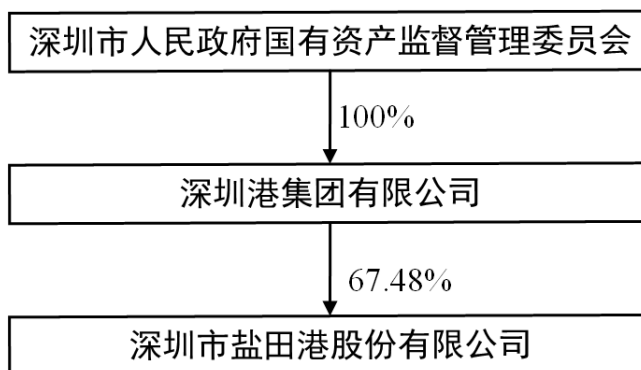 深圳市人民政府国有资产监督管理委员会
100%
深圳港集团有限公司
67.48%
深圳市盐田港股份有限公司